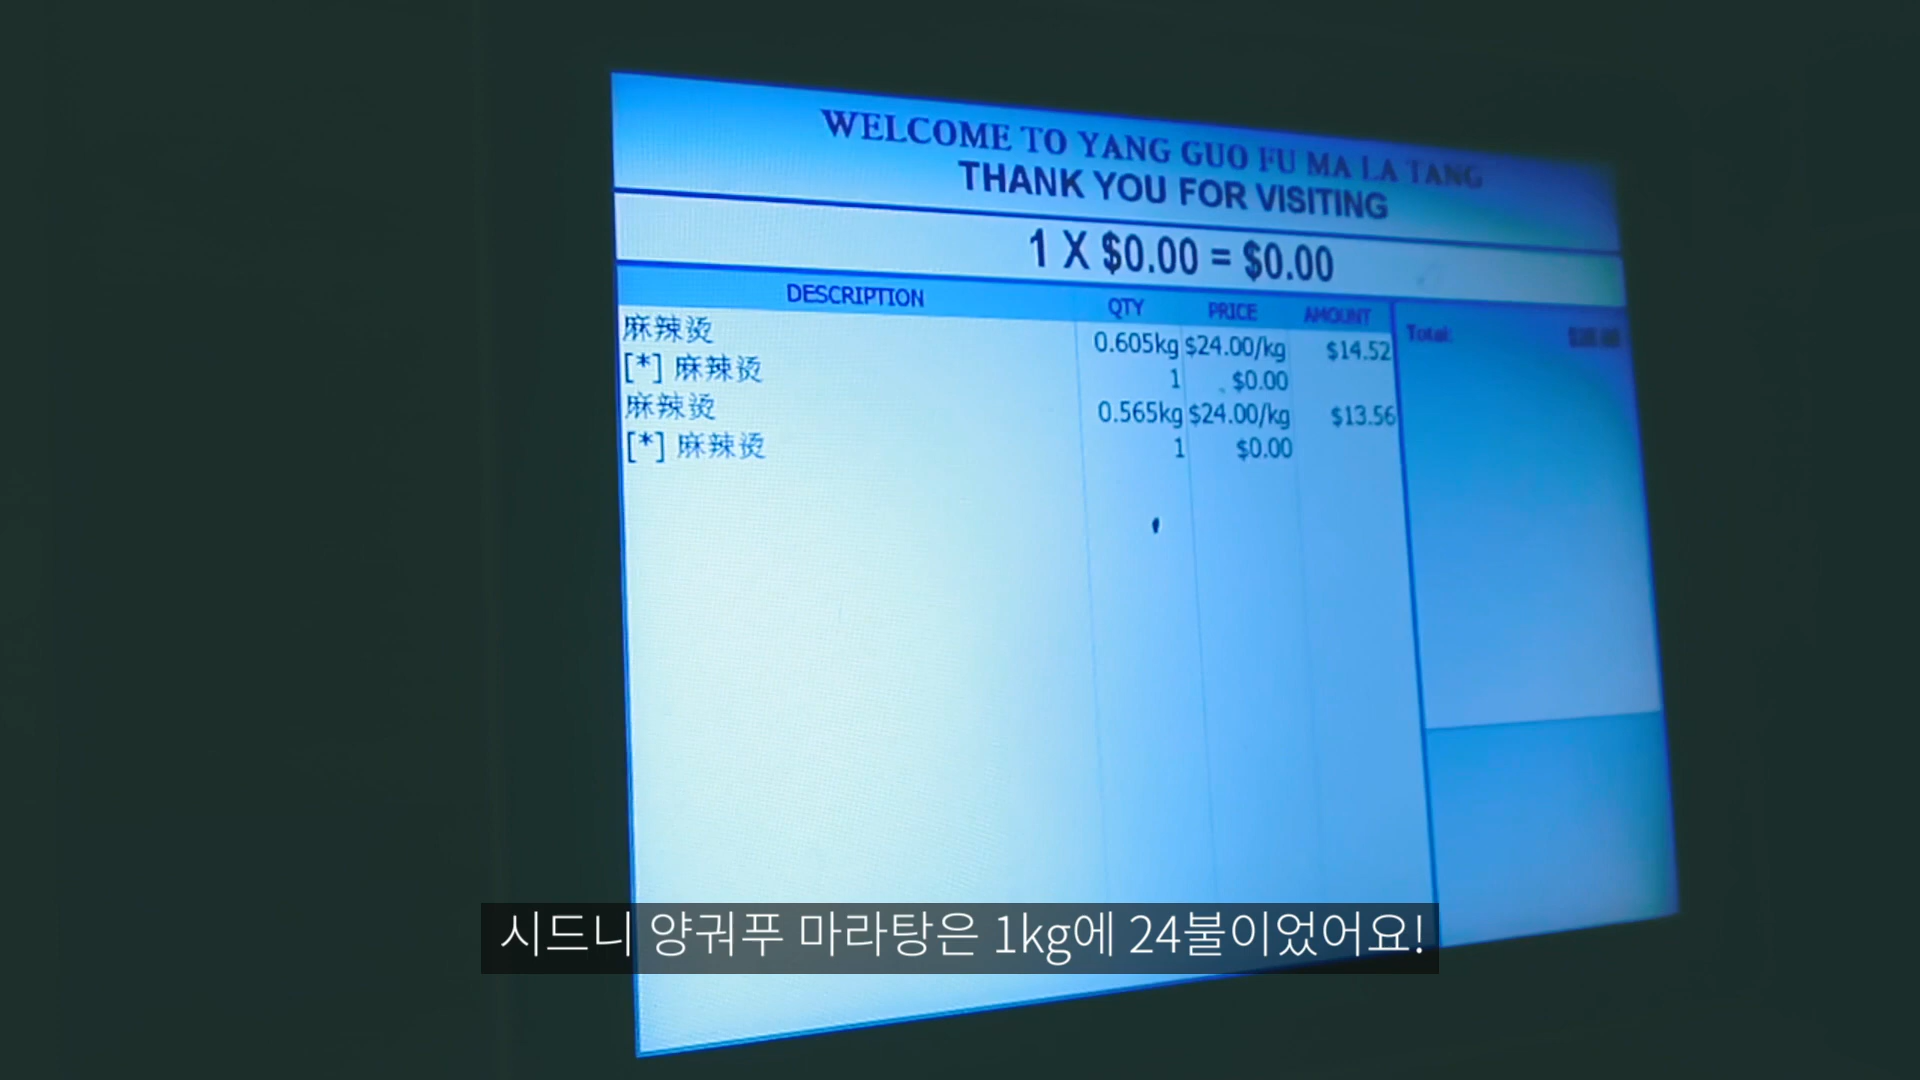 WELCOME TO YANG GUO FU MA LA TANG
THANK YOU FOR VISITING
1 X $0.00 = $0.00
DESCRIPTION QTY PRICE AMOUNT
麻辣烫 0.605kg $24.00/kg $14.52
[*] 麻辣烫 1 $0.00
麻辣烫 0.565kg $24.00/kg $13.56
[*] 麻辣烫 1 $0.00
Total:
시드니 양궈푸 마라탕은 1kg에 24불이었어요!